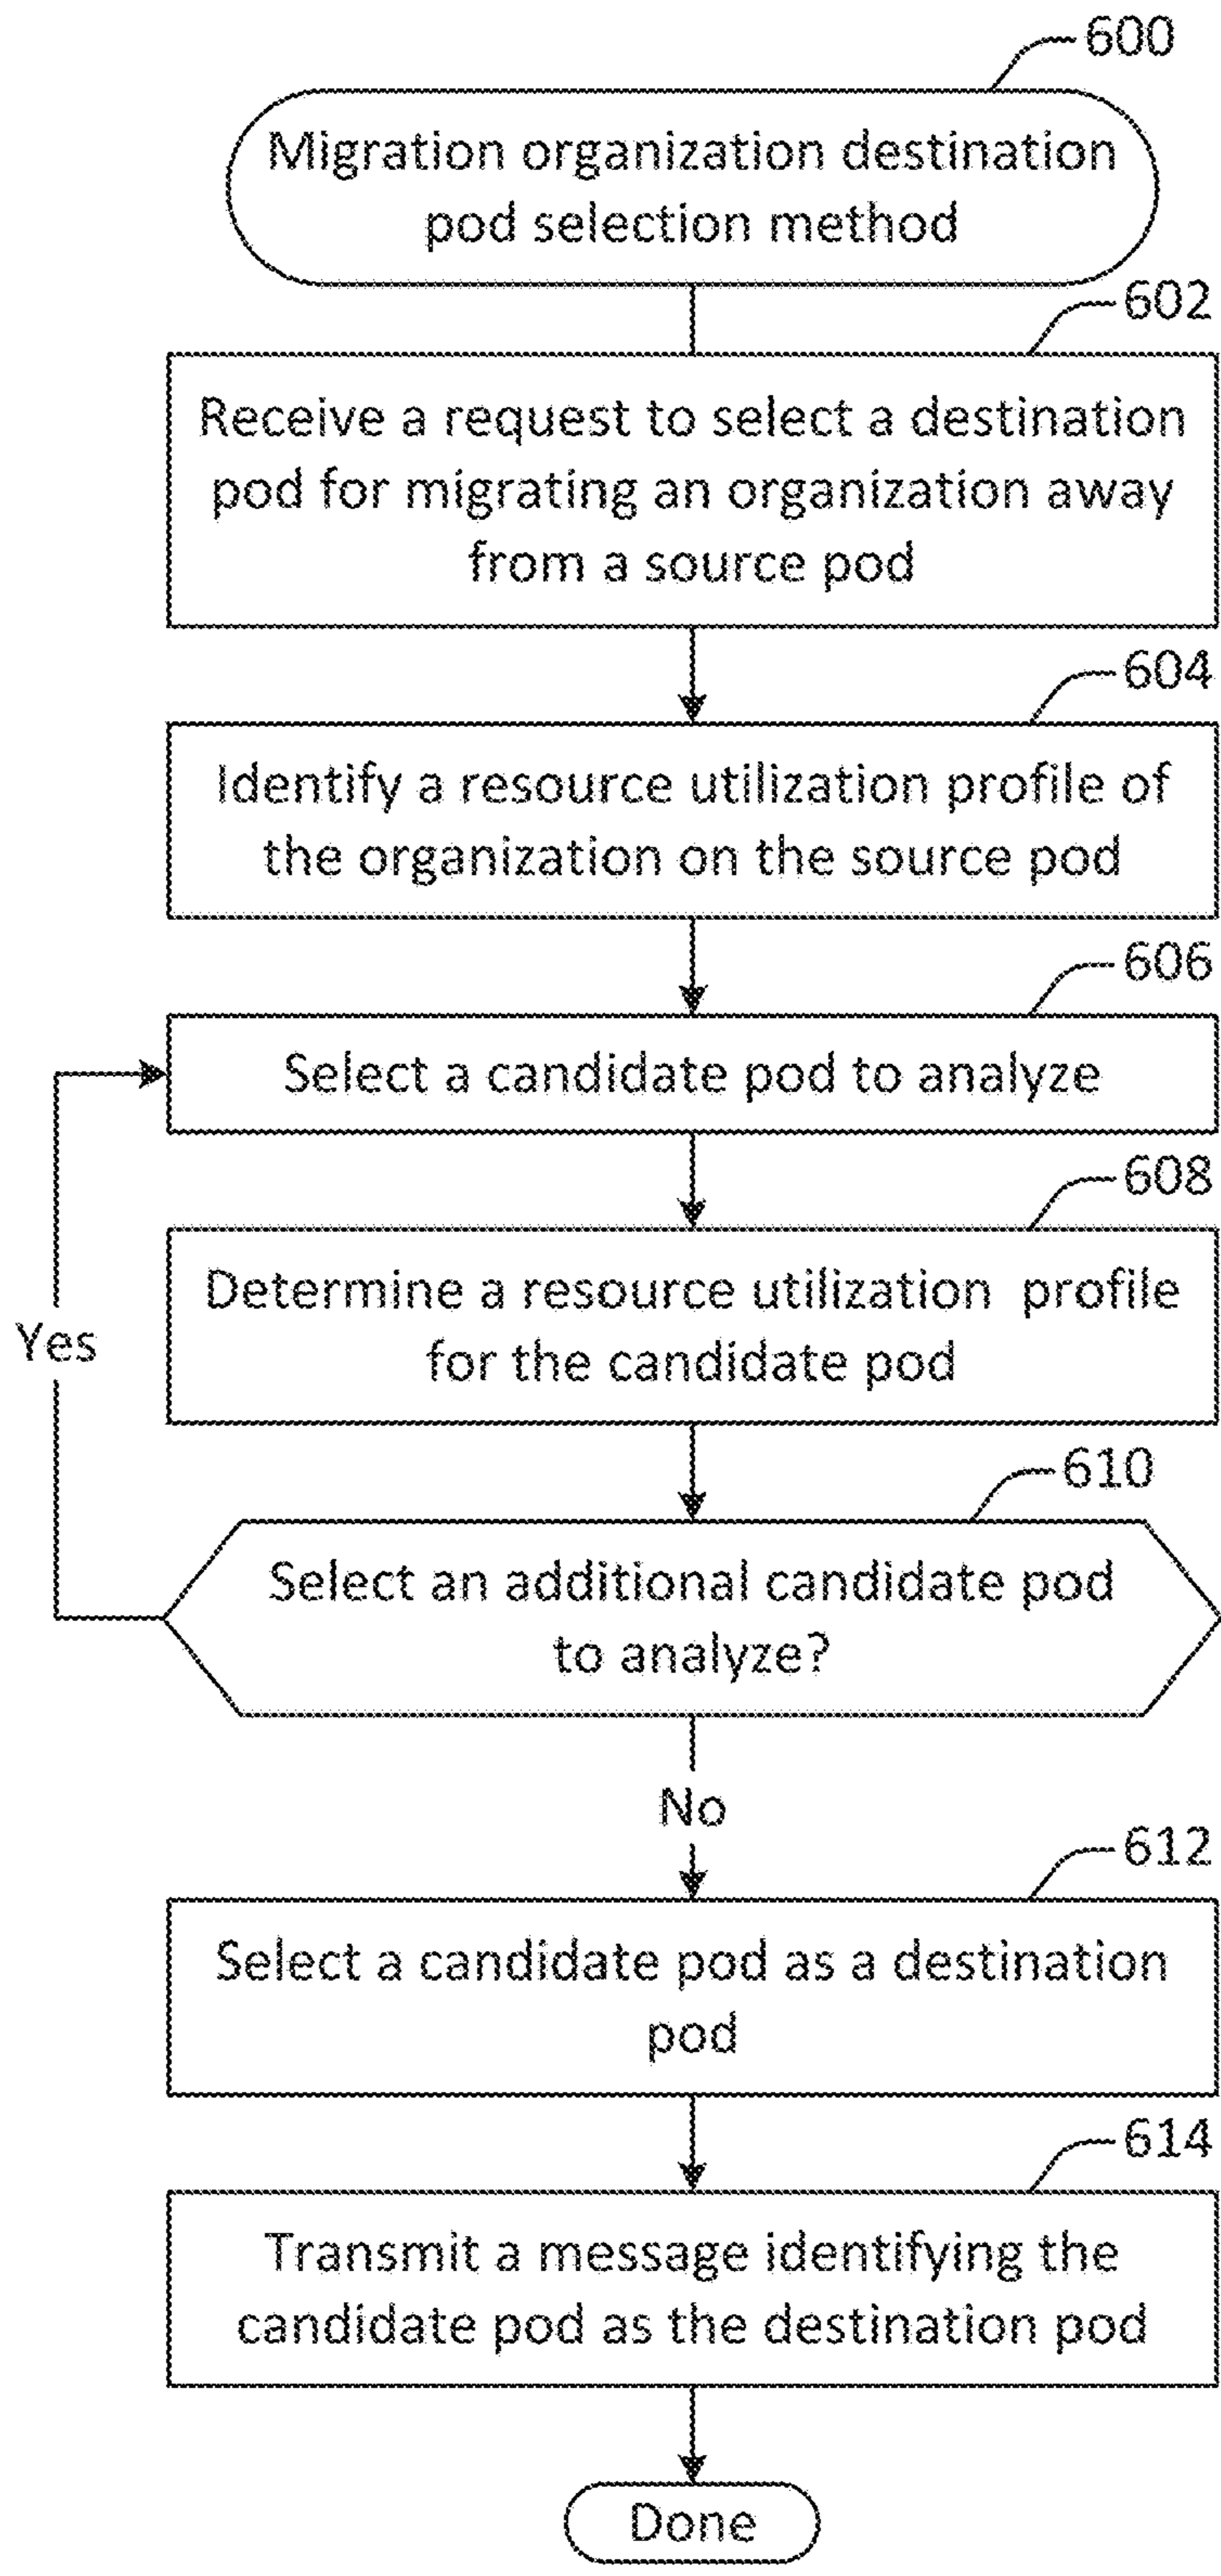 600
Migration organization destination
pod selection method
602
Receive a request to select a destination
pod for migrating an organization away
from a source pod
604
Identify a resource utilization profile of
the organization on the source pod
606
Select a candidate pod to analyze
608
Determine a resource utilization profile
for the candidate pod
Yes
610
Select an additional candidate pod
to analyze?
No
612
Select a candidate pod as a destination
pod
614
Transmit a message identifying the
candidate pod as the destination pod
Done